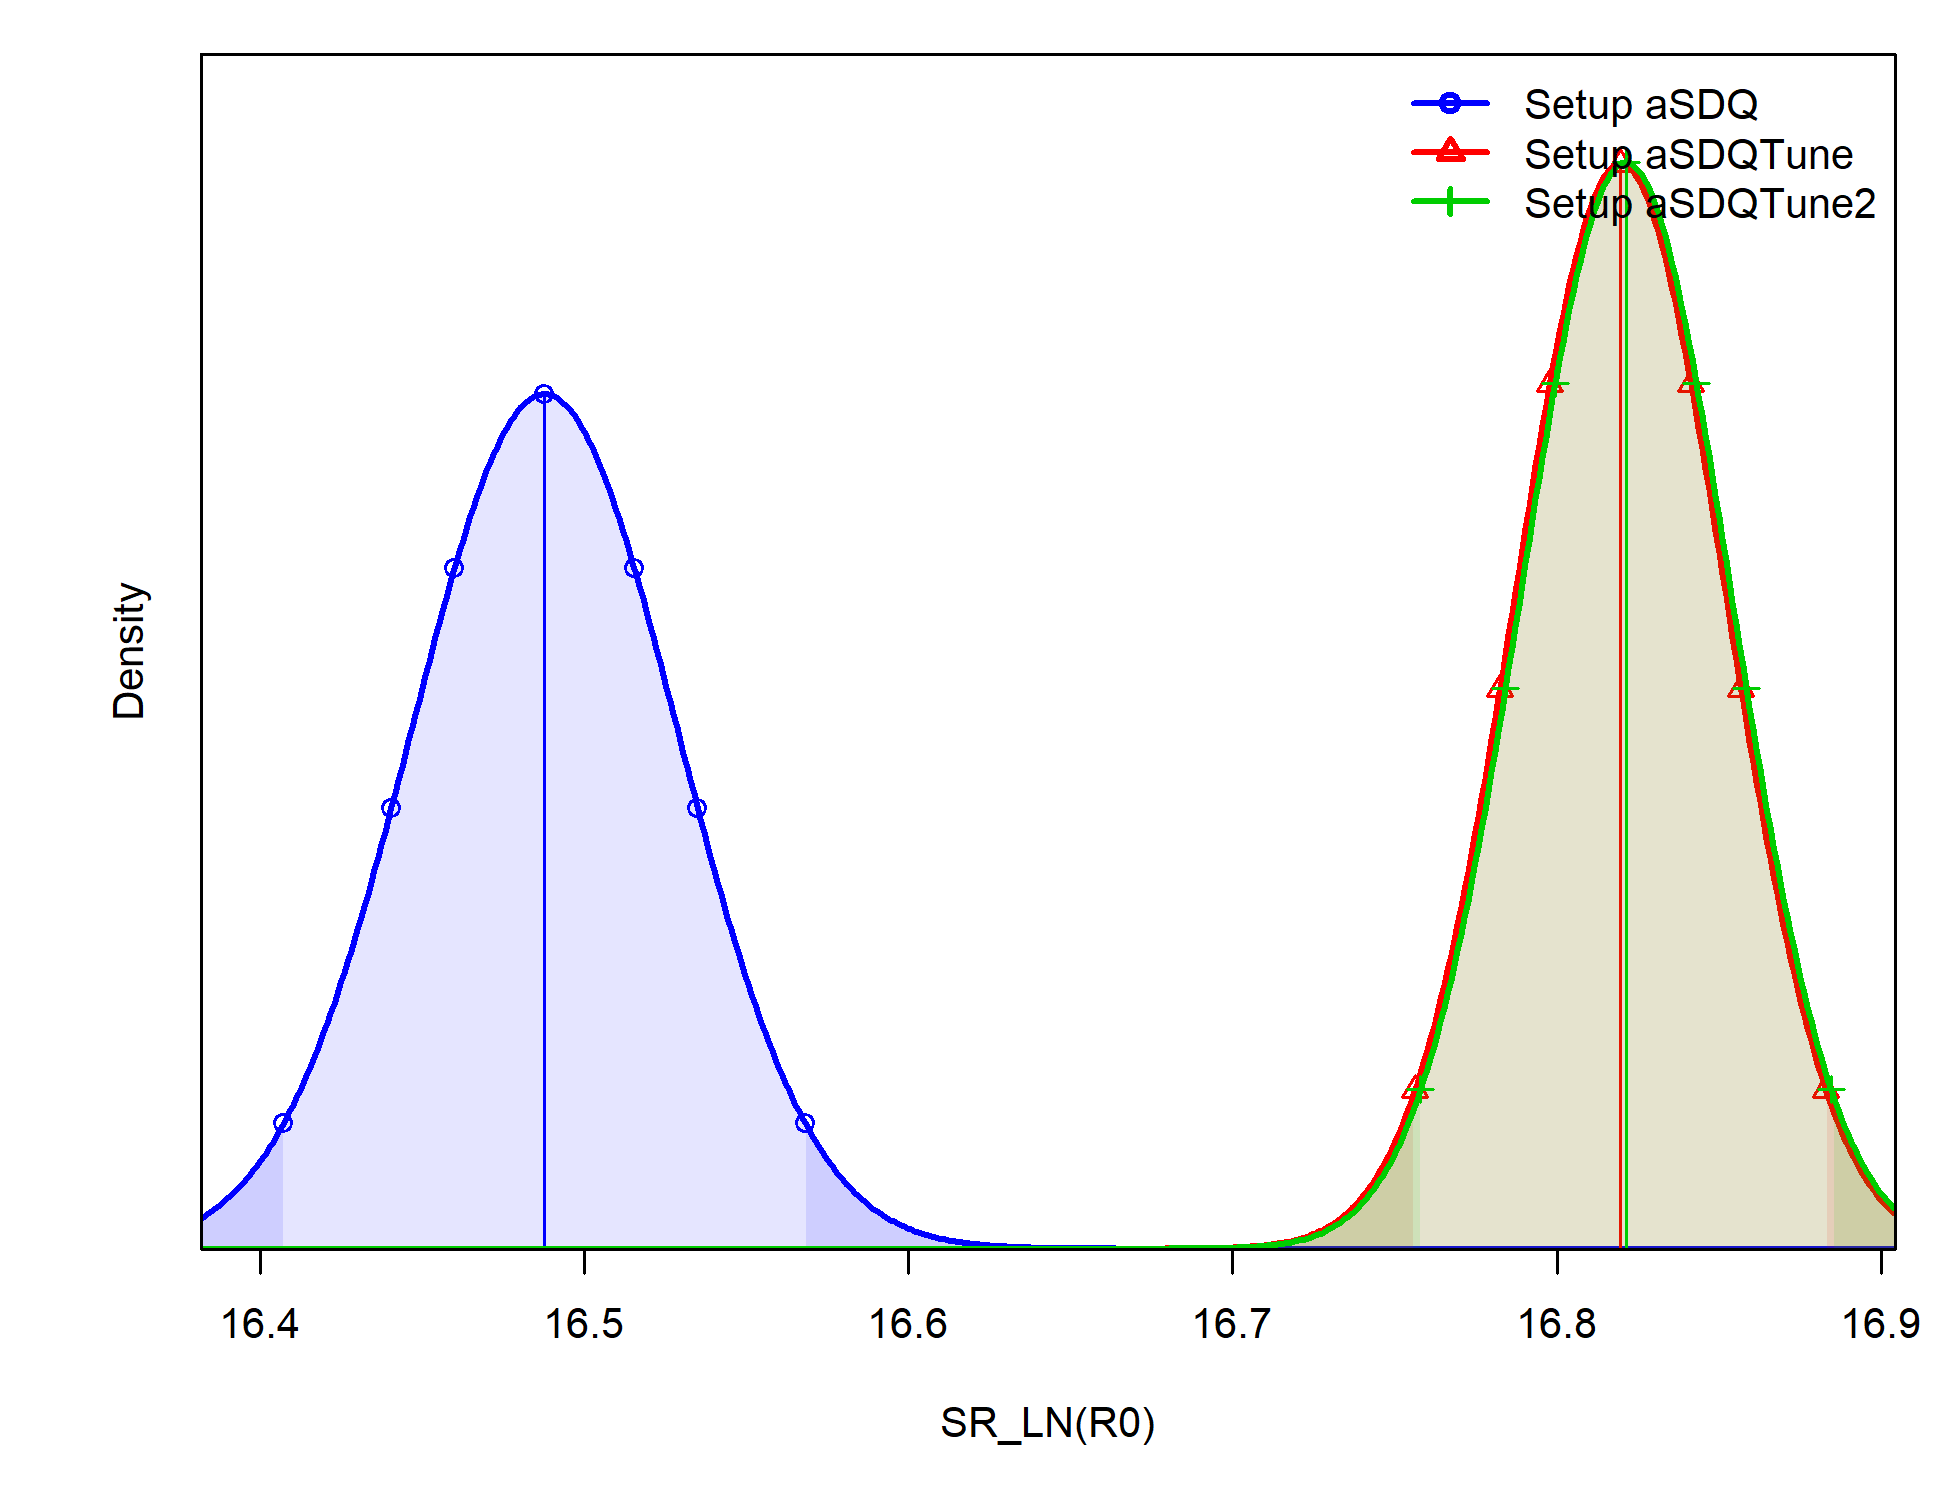 Setup aSDQ
Setup aSDQTune
Setup aSDQTune2
Density
16.4 16.5 16.6 16.7 16.8 16.9
SR_LN(R0)